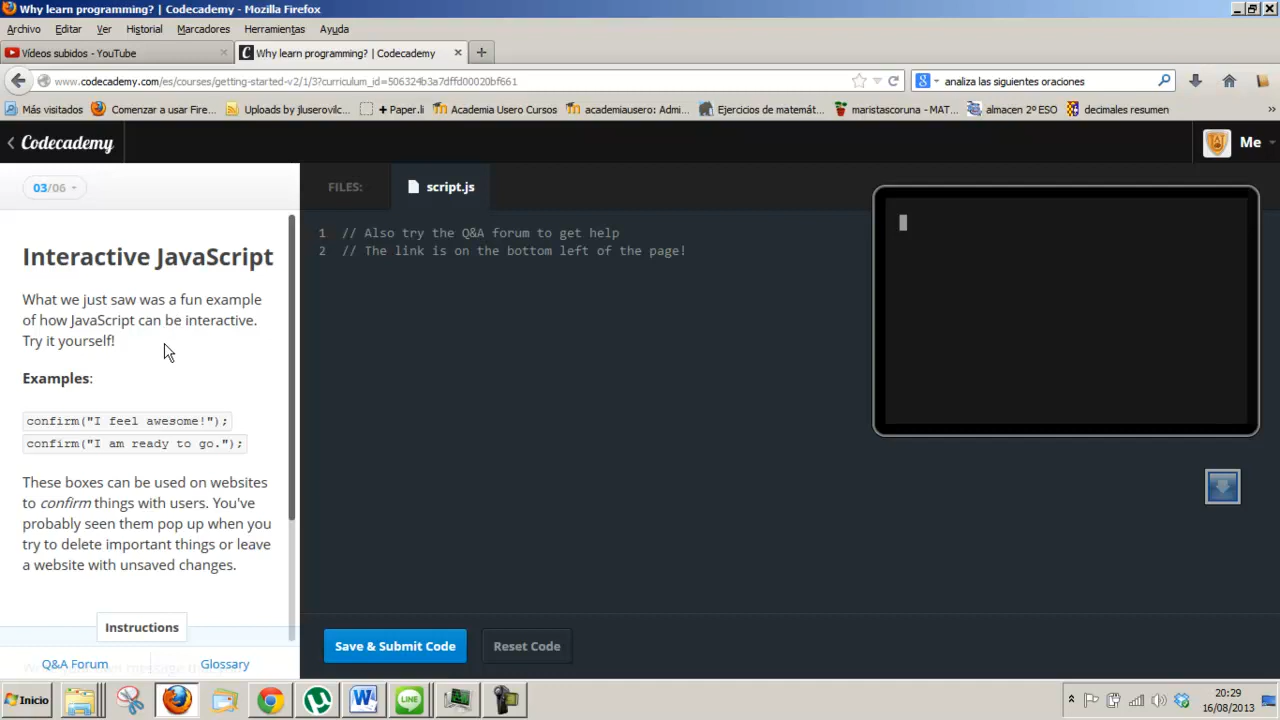 Why learn programming? | Codecademy - Mozilla Firefox
Archivo Editar Ver Historial Marcadores Herramientas Ayuda
Vídeos subidos - YouTube
Why learn programming? | Codecademy
www.codecademy.com/es/courses/getting-started-v2/1/3?curriculum_id=506324b3a7dffd00020bf661
analiza las siguientes oraciones
Más visitados Comenzar a usar Fire... Uploads by jluserovilc... + Paper.li Academia Usero Cursos academiausero: Admi... Ejercicios de matemát... maristascoruna - MAT... almacen 2º ESO decimales resumen
Codecademy
Me
03/06
FILES:
script.js
Interactive JavaScript
What we just saw was a fun example
of how JavaScript can be interactive.
Try it yourself!
Examples:
confirm("I feel awesome!");
confirm("I am ready to go.");
These boxes can be used on websites
to confirm things with users. You've
probably seen them pop up when you
try to delete important things or leave
a website with unsaved changes.
Instructions
Q&A Forum
Glossary
1 // Also try the Q&A forum to get help
2 // The link is on the bottom left of the page!
Save & Submit Code
Reset Code
Inicio
LINE
20:29
16/08/2013